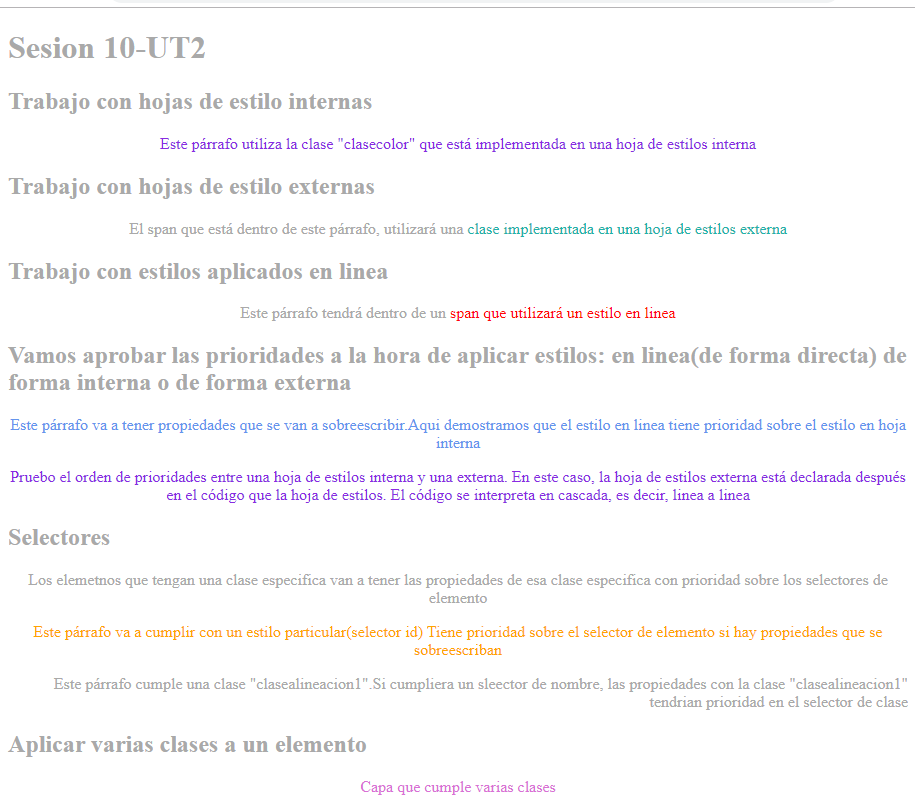 Sesion 10-UT2
Trabajo con hojas de estilo internas
Este párrafo utiliza la clase "clasecolor" que está implementada en una hoja de estilos interna
Trabajo con hojas de estilo externas
El span que está dentro de este párrafo, utilizará una clase implementada en una hoja de estilos externa
Trabajo con estilos aplicados en linea
Este párrafo tendrá dentro de un span que utilizará un estilo en linea
Vamos aprobar las prioridades a la hora de aplicar estilos: en linea(de forma directa) de
forma interna o de forma externa
Este párrafo va a tener propiedades que se van a sobreescribir.Aqui demostramos que el estilo en linea tiene prioridad sobre el estilo en hoja
interna
Pruebo el orden de prioridades entre una hoja de estilos interna y una externa. En este caso, la hoja de estilos externa está declarada después
en el código que la hoja de estilos. El código se interpreta en cascada, es decir, linea a linea
Selectores
Los elemetnos que tengan una clase especifica van a tener las propiedades de esa clase especifica con prioridad sobre los selectores de
elemento
Este párrafo va a cumplir con un estilo particular(selector id) Tiene prioridad sobre el selector de elemento si hay propiedades que se
sobreescriban
Este párrafo cumple una clase "clasealineacion1".Si cumpliera un sleector de nombre, las propiedades con la clase "clasealineacion1"
tendrian prioridad en el selector de clase
Aplicar varias clases a un elemento
Capa que cumple varias clases